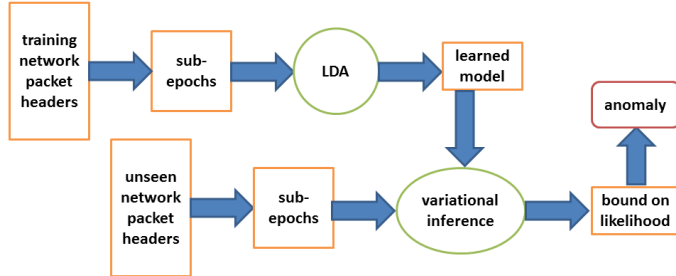 training
network
packet
headers
sub-
epochs
LDA
learned
model
anomaly
unseen
network
packet
headers
sub-
epochs
variational
inference
bound on
likelihood